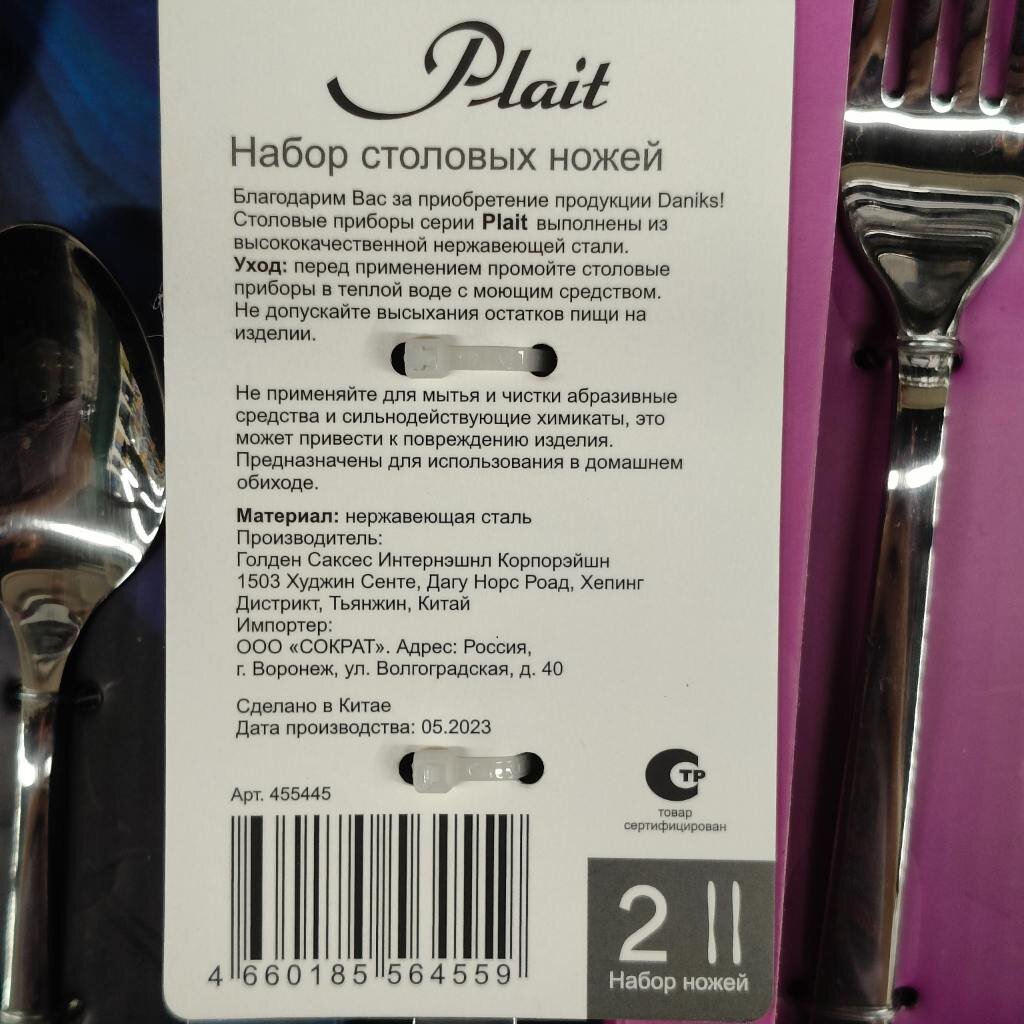 Plait
Набор столовых ножей
Благодарим Вас за приобретение продукции Daniks!
Столовые приборы серии Plait выполнены из
высококачественной нержавеющей стали.
Уход: перед применением промойте столовые
приборы в теплой воде с моющим средством.
Не допускайте высыхания остатков пищи на
изделии.
Не применяйте для мытья и чистки абразивные
средства и сильнодействующие химикаты, это
может привести к повреждению изделия.
Предназначены для использования в домашнем
обиходе.
Материал: нержавеющая сталь
Производитель:
Голден Саксес Интернэшнл Корпорэйшн
1503 Худжин Сенте, Дагу Норс Роад, Хепинг
Дистрикт, Тьянжин, Китай
Импортер:
ООО «СОКРАТ». Адрес: Россия,
г. Воронеж, ул. Волгоградская, д. 40
Сделано в Китае
Дата производства: 05.2023
Арт. 455445
4 660185 564559
СТР
товар
сертифицирован
2
Набор ножей